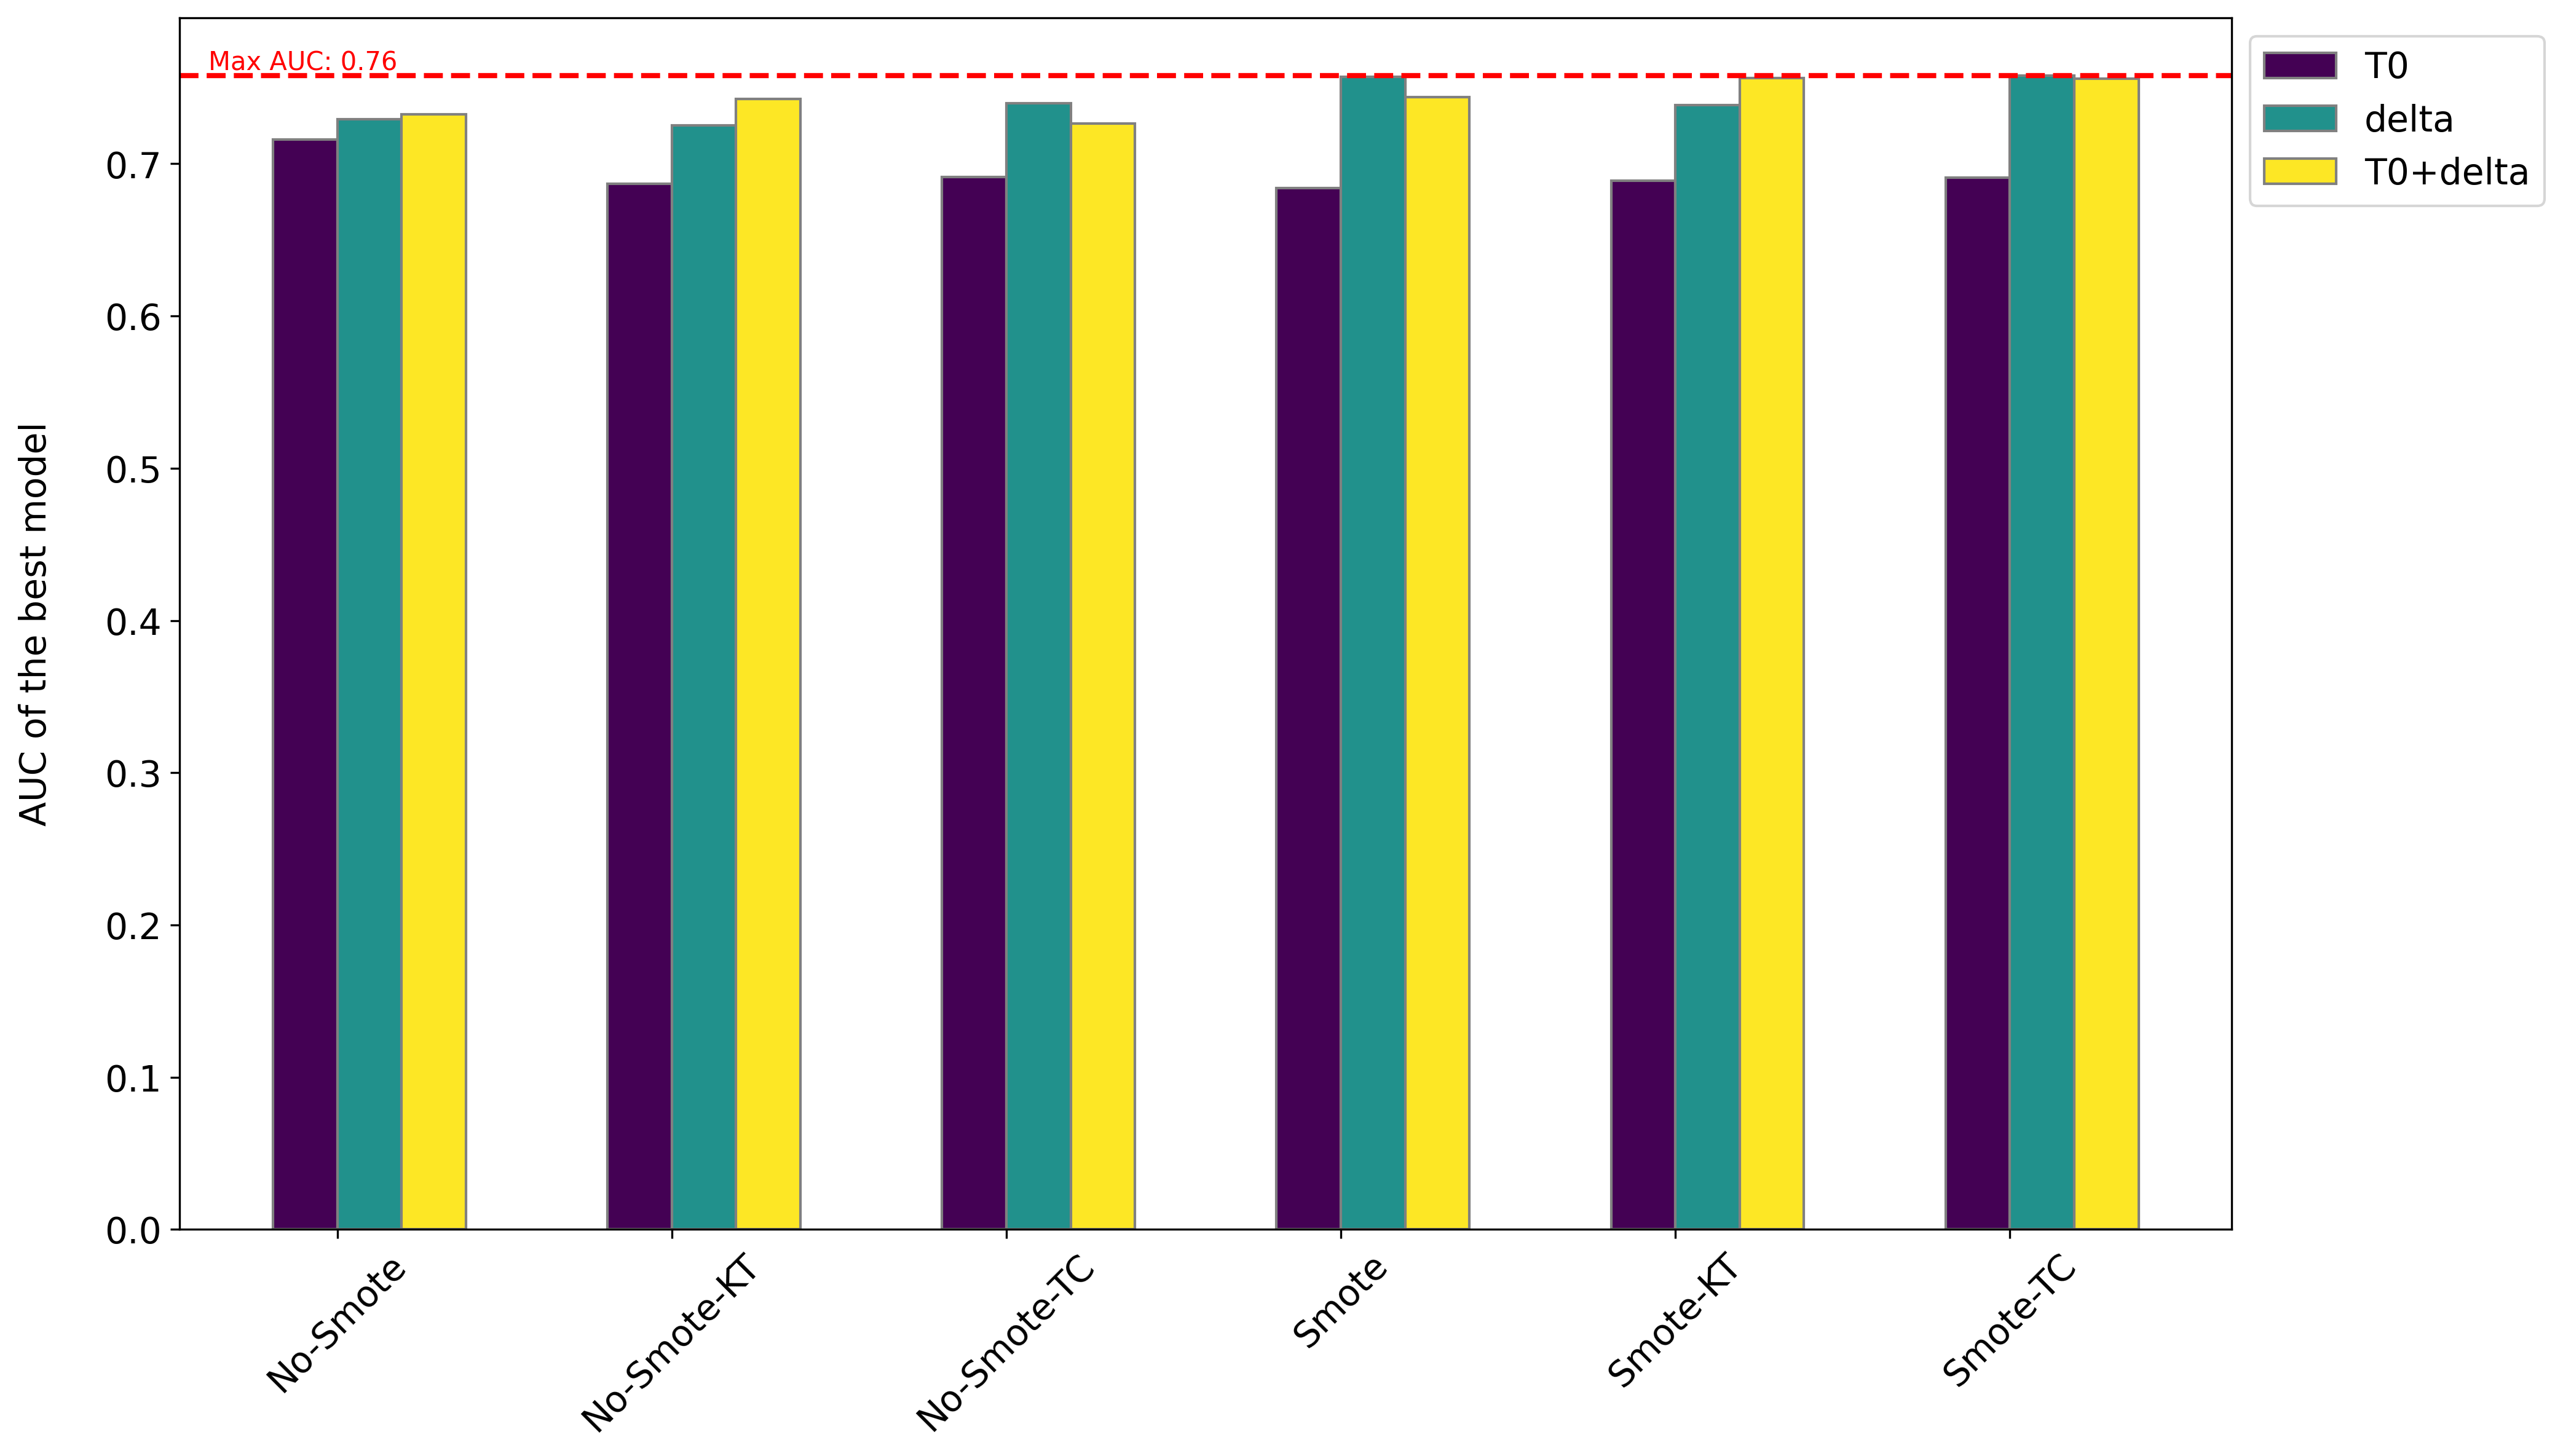 Max AUC: 0.76
T0
delta
T0+delta
AUC of the best model
0.7
0.6
0.5
0.4
0.3
0.2
0.1
0.0
No-Smote
No-Smote-KT
No-Smote-TC
Smote
Smote-KT
Smote-TC